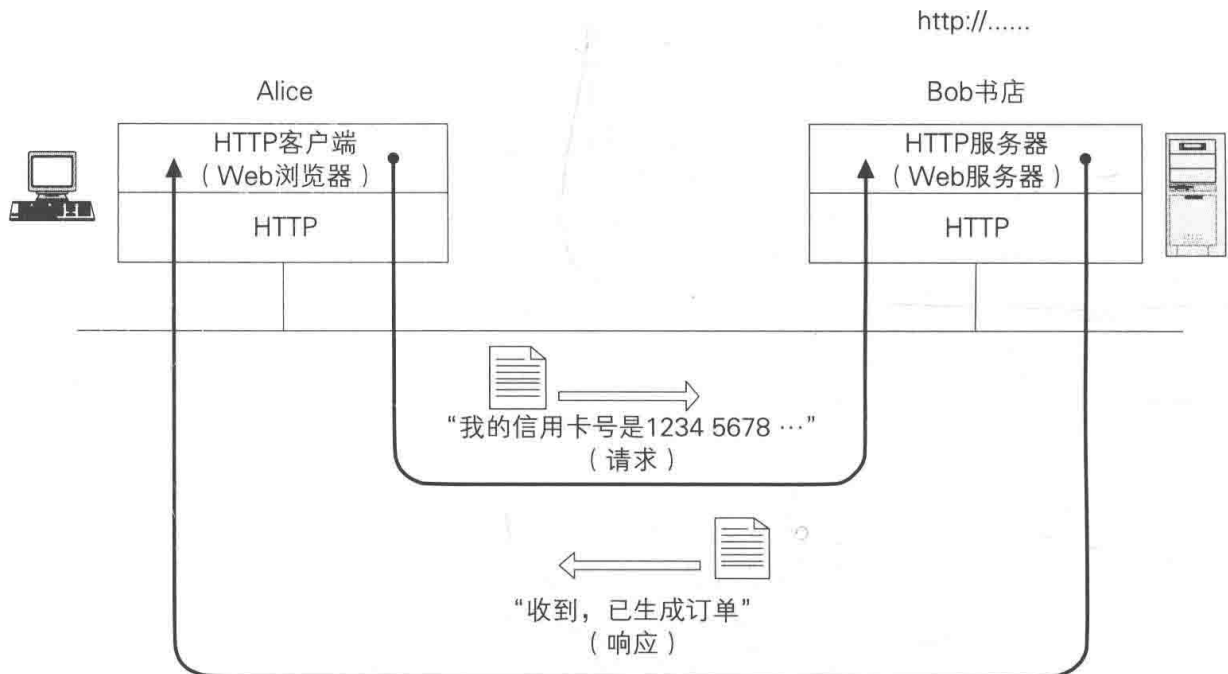 http://......
Alice
Bob书店
HTTP客户端
（Web浏览器）
HTTP
HTTP服务器
（Web服务器）
HTTP
“我的信用卡号是1234 5678 …”
（请求）
“收到，已生成订单”
（响应）